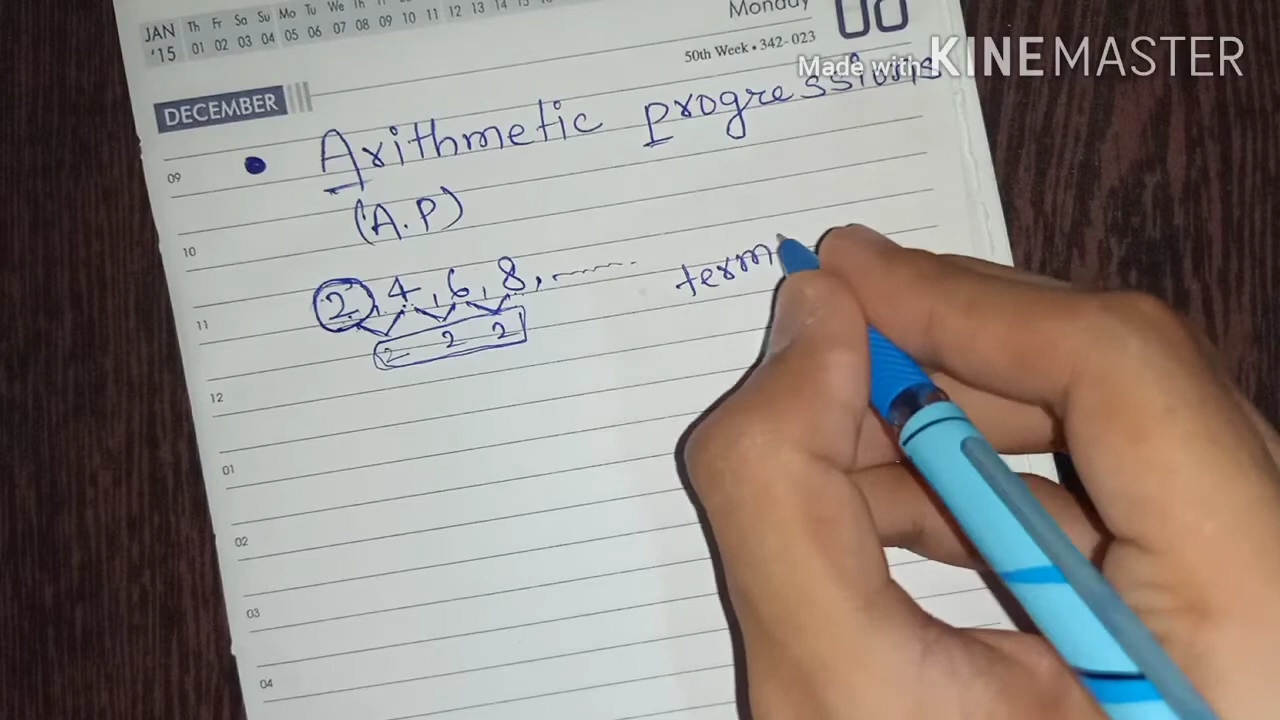 JAN Th Fr Sa Su Mo Tu We Th Fr
'15 01 02 03 04 05 06 07 08 09 10 11 12 13 14 15
Monday 08
50th Week • 342-023
Made with KINEMASTER
DECEMBER
• Arithmetic progressions
09
(A.P)
10
2, 4, 6, 8, ........ term
11
2 2 2
12
01
02
03
04